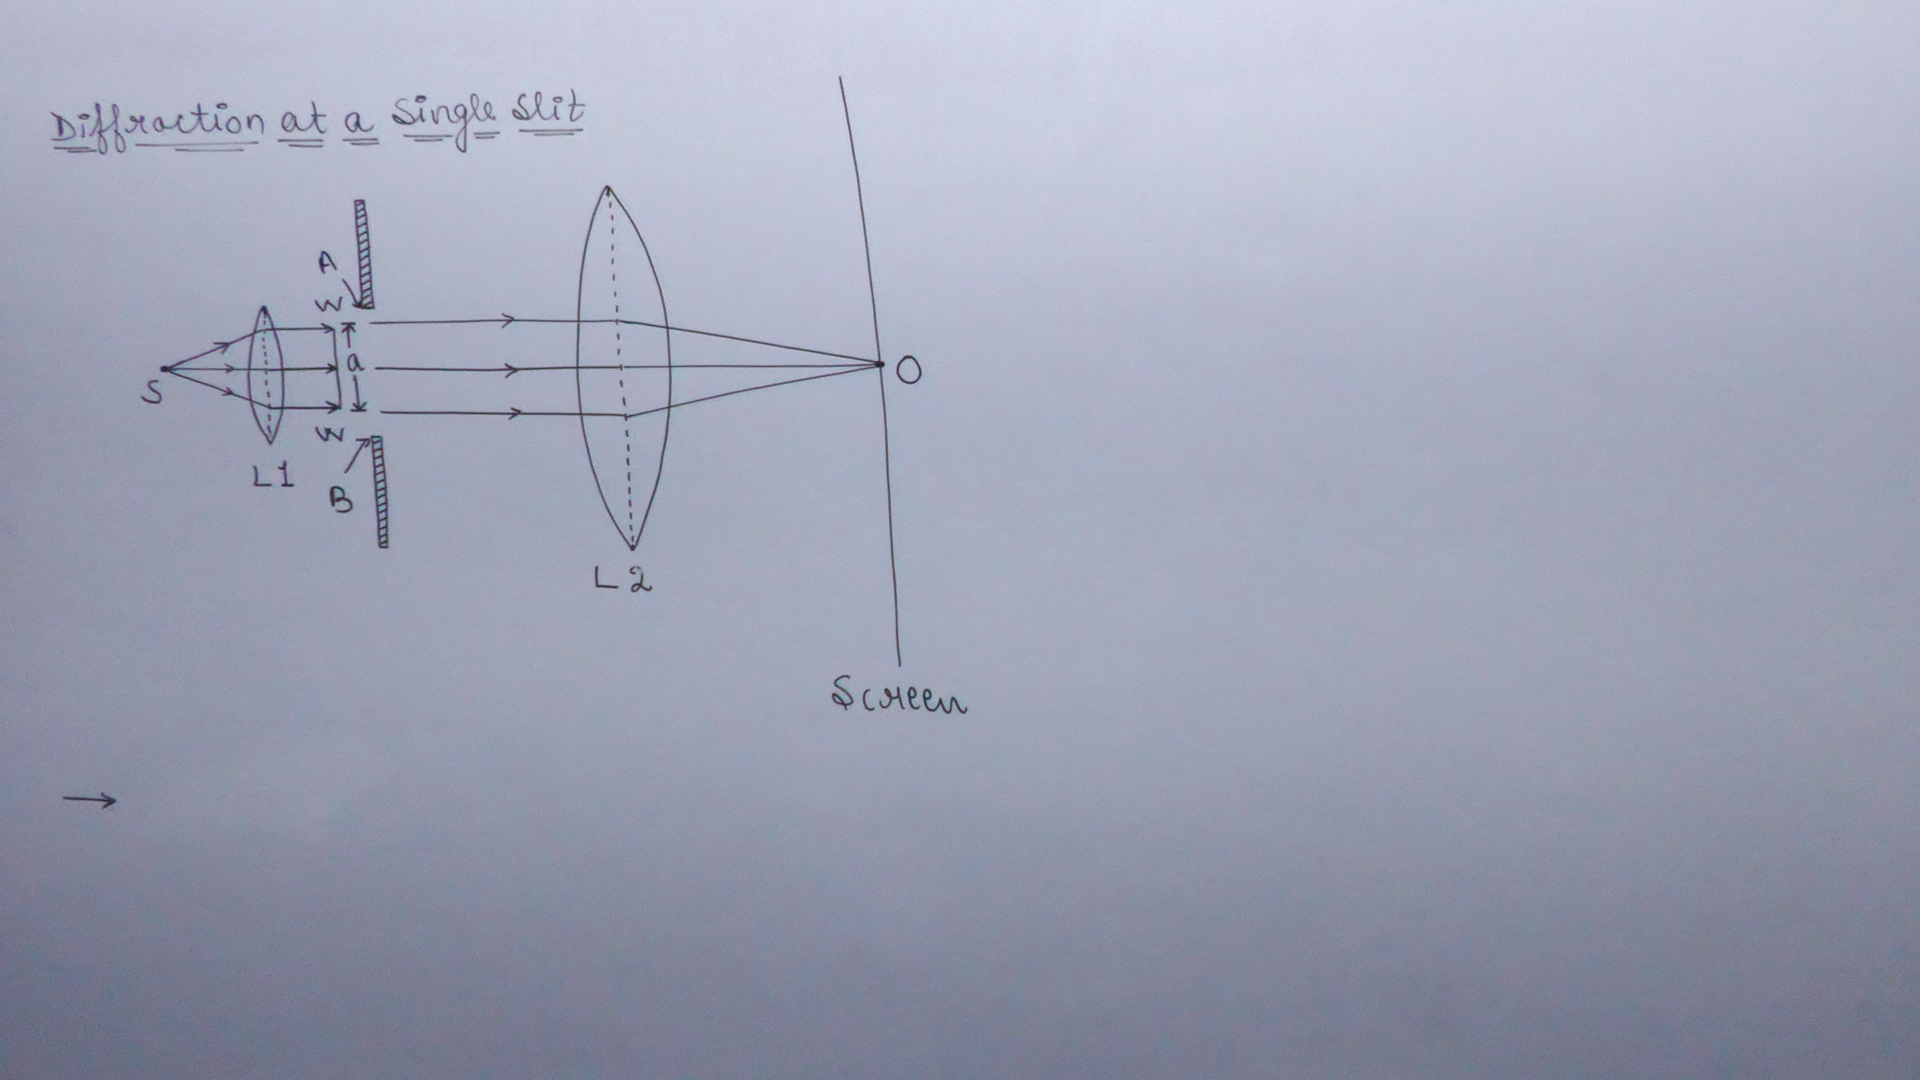 Diffraction at a Single Slit
A
W
a
S
W
L1
B
O
L2
Screen
→